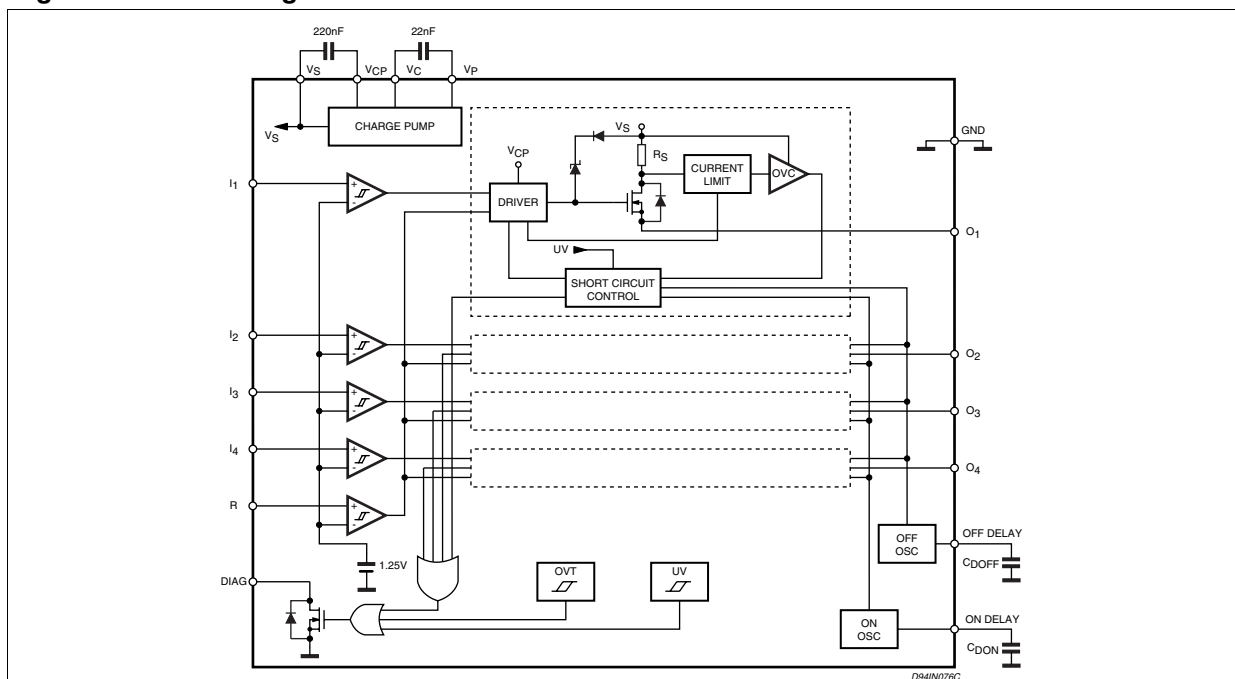 220nF 22nF
VS VCP VC VP
CHARGE PUMP
VS
GND
VS
RS
VCP
CURRENT
LIMIT
OVC
I1
+
-
DRIVER
O1
UV
SHORT CIRCUIT
CONTROL
I2
+
-
O2
I3
+
-
O3
I4
+
-
O4
R
+
-
OFF
OSC
OFF DELAY
CDOFF
1.25V
OVT
UV
DIAG
ON
OSC
ON DELAY
CDON
D94IN076C